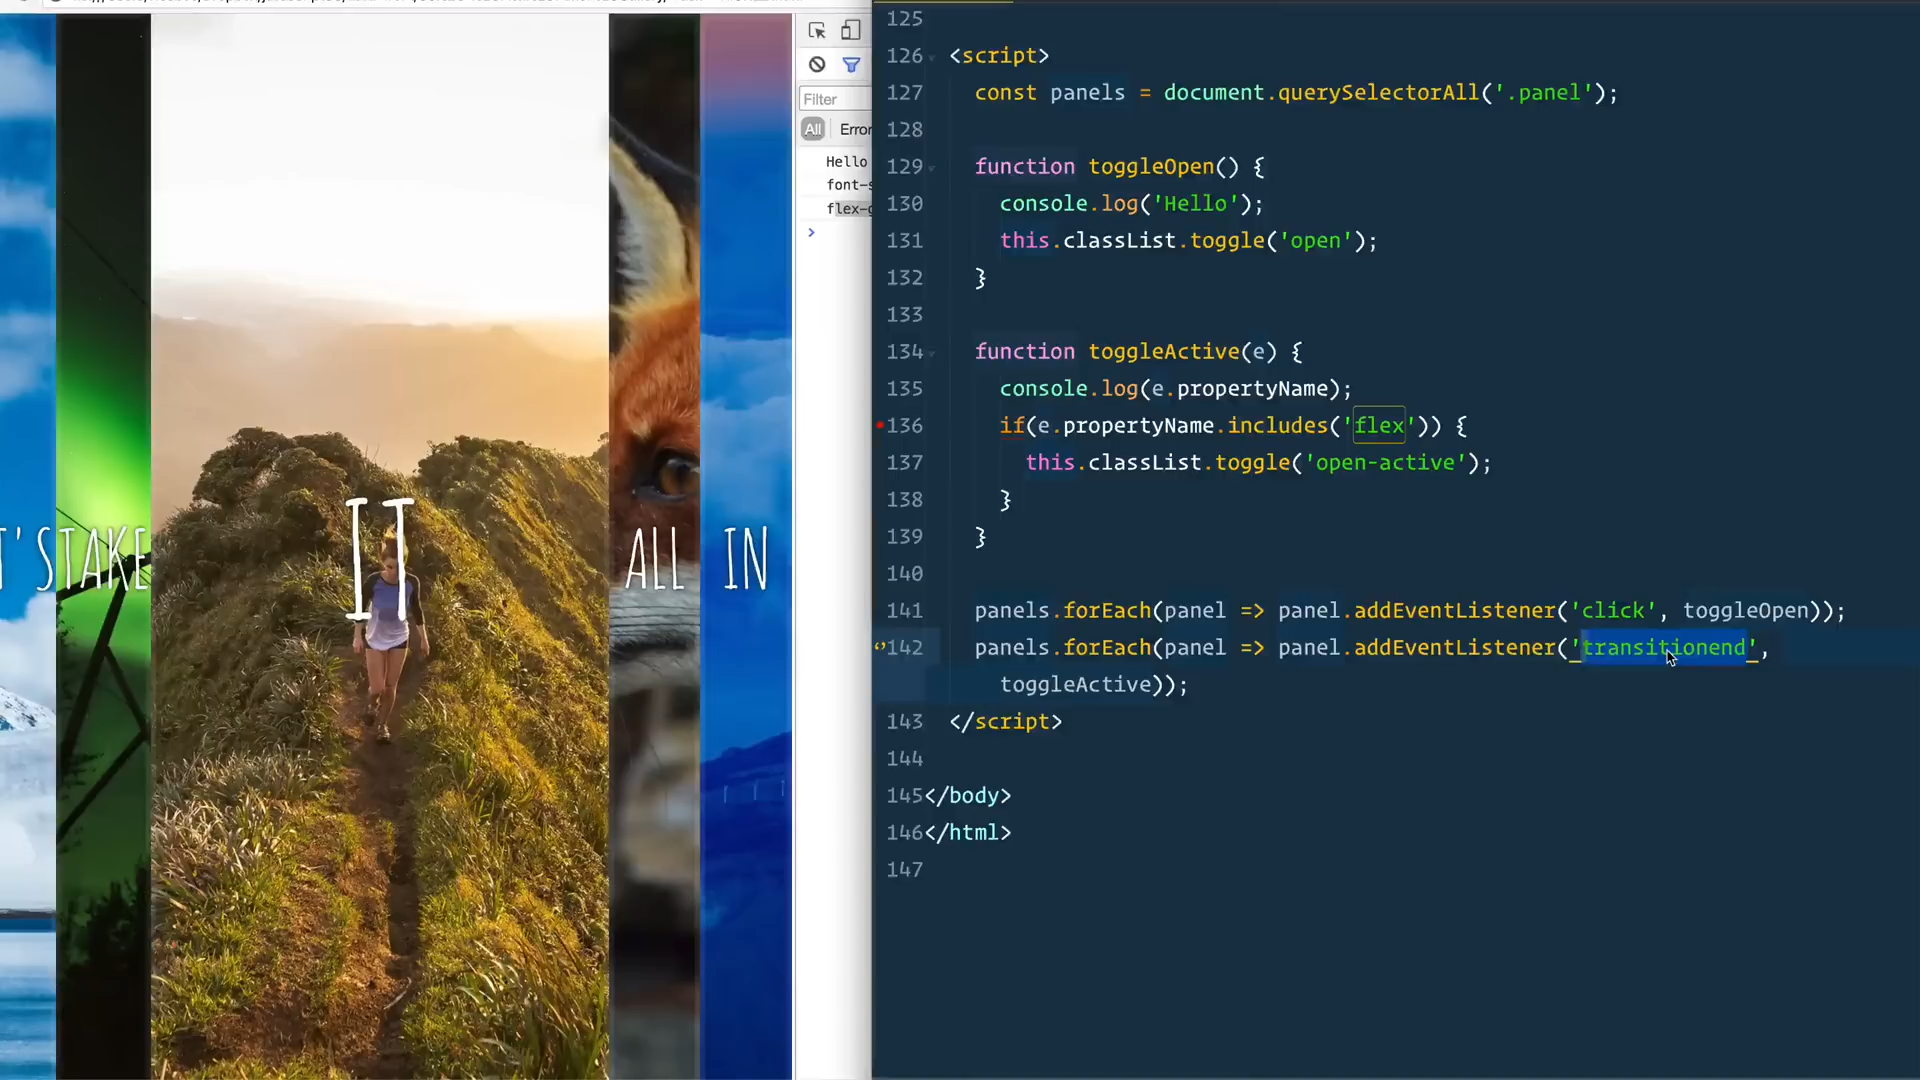 T'S TAKE IT ALL IN
Filter
All Error
Hello
font-s
flex-g
>
125
126 <script>
127 const panels = document.querySelectorAll('.panel');
128
129 function toggleOpen() {
130 console.log('Hello');
131 this.classList.toggle('open');
132 }
133
134 function toggleActive(e) {
135 console.log(e.propertyName);
136 if(e.propertyName.includes('flex')) {
137 this.classList.toggle('open-active');
138 }
139 }
140
141 panels.forEach(panel => panel.addEventListener('click', toggleOpen));
142 panels.forEach(panel => panel.addEventListener('transitionend',
toggleActive));
143 </script>
144
145 </body>
146 </html>
147